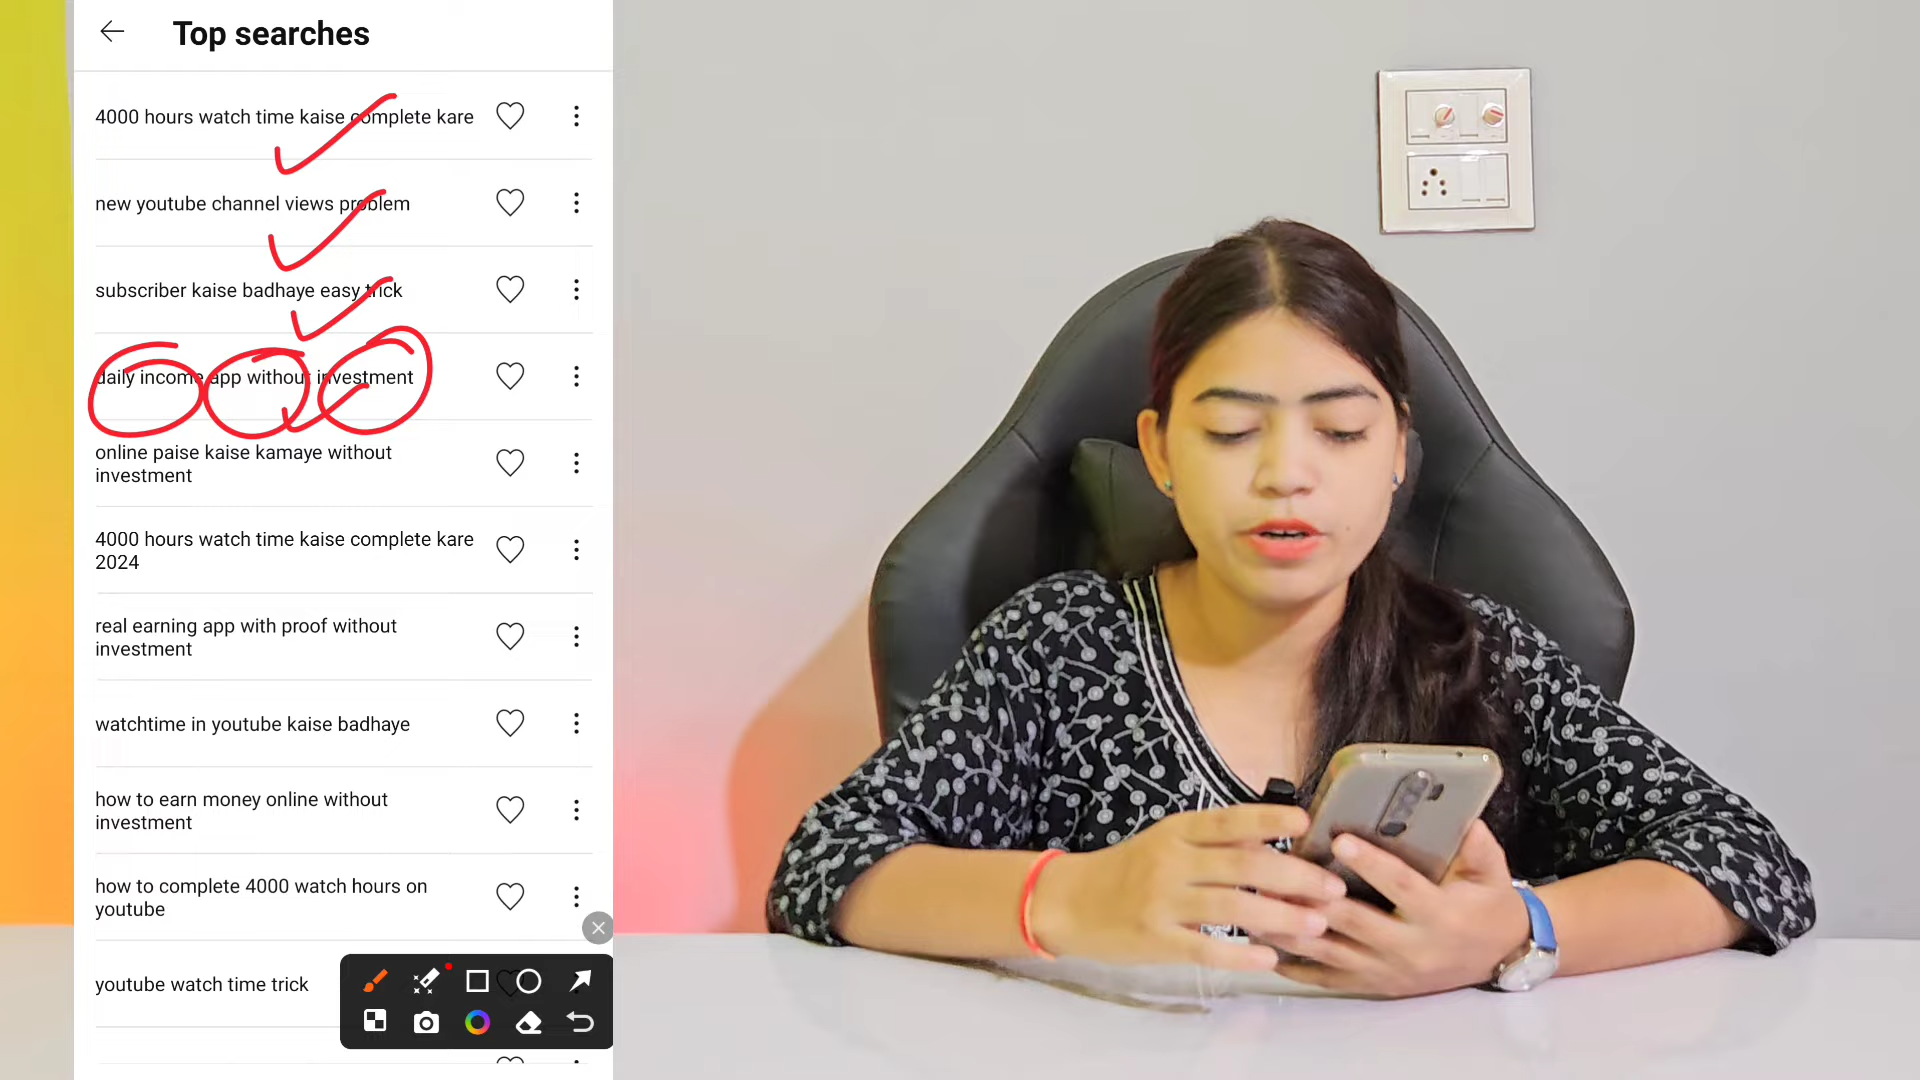 Top searches
4000 hours watch time kaise complete kare
new youtube channel views problem
subscriber kaise badhaye easy trick
daily income app without investment
online paise kaise kamaye without
investment
4000 hours watch time kaise complete kare
2024
real earning app with proof without
investment
watchtime in youtube kaise badhaye
how to earn money online without
investment
how to complete 4000 watch hours on
youtube
youtube watch time trick